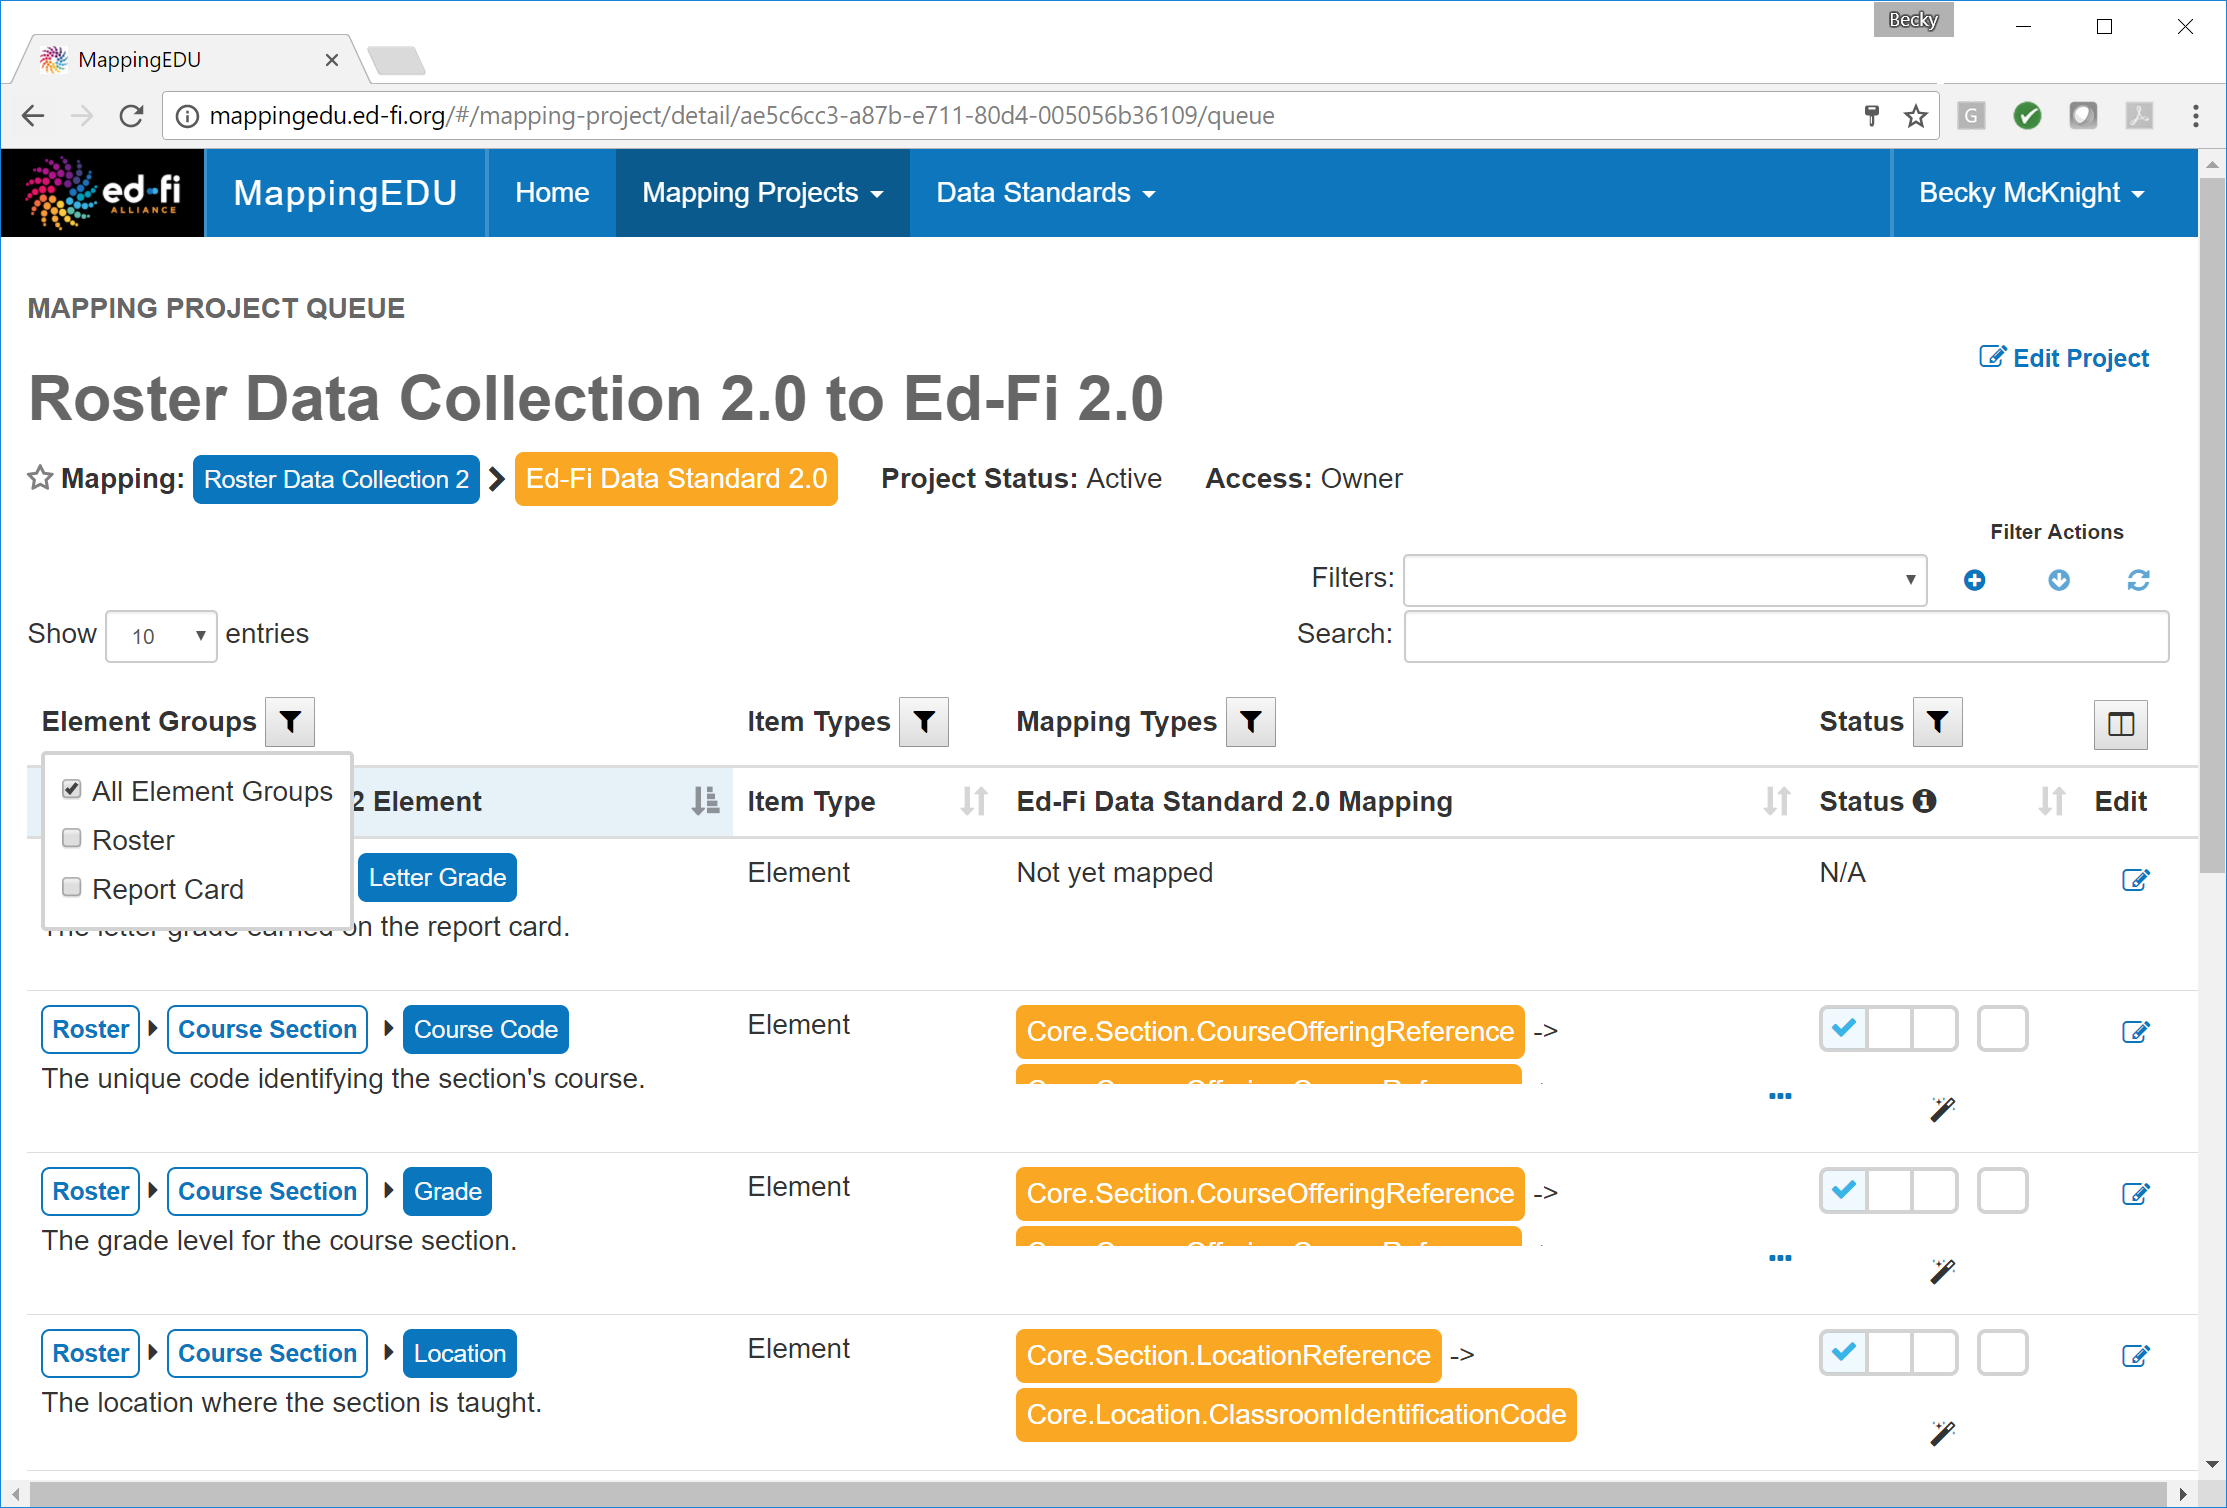 Becky
MappingEDU
mappingedu.ed-fi.org/#/mapping-project/detail/ae5c6cc3-a87b-e711-80d4-005056b36109/queue
G
ed-fi
ALLIANCE
MappingEDU Home Mapping Projects Data Standards Becky McKnight
MAPPING PROJECT QUEUE
Edit Project
Roster Data Collection 2.0 to Ed-Fi 2.0
Mapping: Roster Data Collection 2 Ed-Fi Data Standard 2.0 Project Status: Active Access: Owner
Filter Actions
Filters:
Show 10 entries Search:
Element Groups Item Types Mapping Types Status
All Element Groups
Roster
Report Card
2 Element Item Type Ed-Fi Data Standard 2.0 Mapping Status Edit
Letter Grade Element Not yet mapped N/A
on the report card.
Roster Course Section Course Code Element Core.Section.CourseOfferingReference ->
The unique code identifying the section's course.
Roster Course Section Grade Element Core.Section.CourseOfferingReference ->
The grade level for the course section.
Roster Course Section Location Element Core.Section.LocationReference ->
The location where the section is taught. Core.Location.ClassroomIdentificationCode